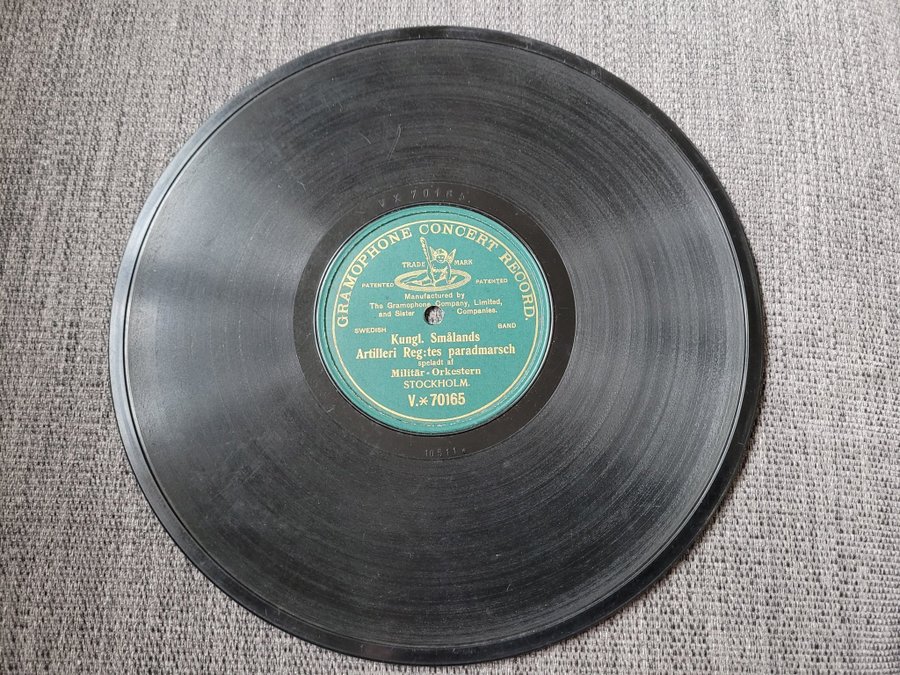 V X 70165
GRAMOPHONE CONCERT RECORD
TRADE MARK
PATENTED PATENTED
Manufactured by
The Gramophone Company, Limited,
and Sister Companies.
SWEDISH BAND
Kungl. Smålands
Artilleri Reg:tes paradmarsch
speladt af
Militär-Orkestern
STOCKHOLM.
V.* 70165